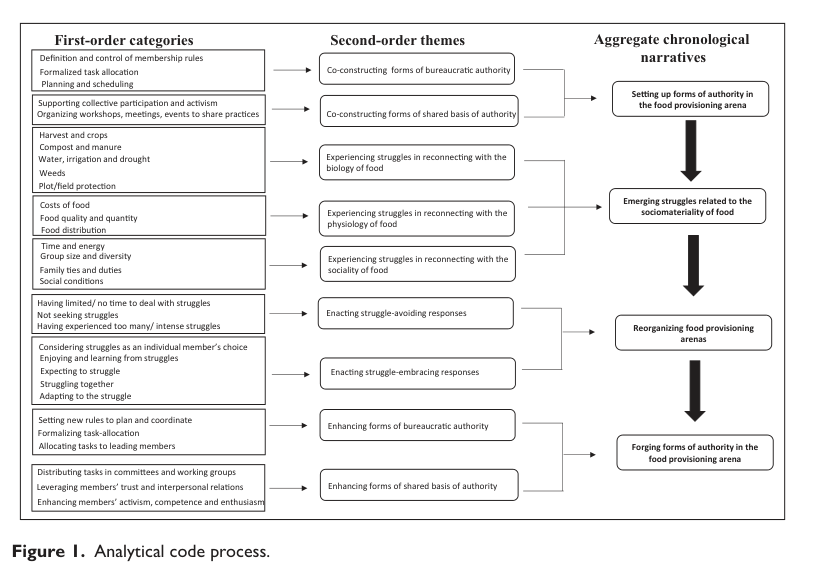 First-order categories
Second-order themes
Aggregate chronological
narratives
Definition and control of membership rules
Formalized task allocation
Planning and scheduling
Co-constructing forms of bureaucratic authority
Supporting collective participation and activism
Organizing workshops, meetings, events to share practices
Co-constructing forms of shared basis of authority
Setting up forms of authority in
the food provisioning arena
Harvest and crops
Compost and manure
Water, irrigation and drought
Weeds
Plot/field protection
Experiencing struggles in reconnecting with the
biology of food
Costs of food
Food quality and quantity
Food distribution
Experiencing struggles in reconnecting with the
physiology of food
Time and energy
Group size and diversity
Family ties and duties
Social conditions
Experiencing struggles in reconnecting with the
sociality of food
Emerging struggles related to the
sociomateriality of food
Having limited/ no time to deal with struggles
Not seeking struggles
Having experienced too many/ intense struggles
Enacting struggle-avoiding responses
Considering struggles as an individual member's choice
Enjoying and learning from struggles
Expecting to struggle
Struggling together
Adapting to the struggle
Enacting struggle-embracing responses
Reorganizing food provisioning
arenas
Setting new rules to plan and coordinate
Formalizing task-allocation
Allocating tasks to leading members
Enhancing forms of bureaucratic authority
Distributing tasks in committees and working groups
Leveraging members' trust and interpersonal relations
Enhancing members' activism, competence and enthusiasm
Enhancing forms of shared basis of authority
Forging forms of authority in the
food provisioning arena
Figure 1. Analytical code process.